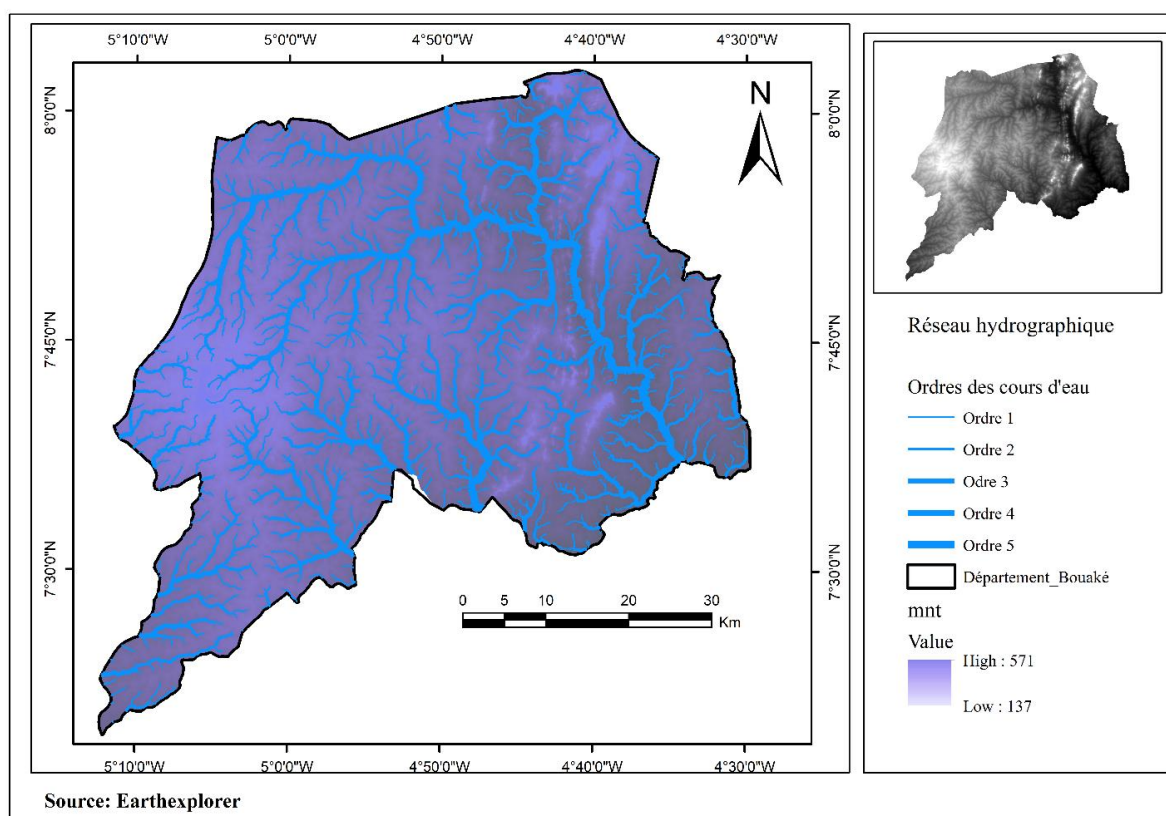 5°10'0"W 5°0'0"W 4°50'0"W 4°40'0"W 4°30'0"W
8°0'0"N 8°0'0"N
N
7°45'0"N 7°45'0"N
7°30'0"N 7°30'0"N
0 5 10 20 30
Km
5°10'0"W 5°0'0"W 4°50'0"W 4°40'0"W 4°30'0"W
Source: Earthexplorer
Réseau hydrographique
Ordres des cours d'eau
Ordre 1
Ordre 2
Odre 3
Ordre 4
Ordre 5
Département_Bouaké
mnt
Value
High : 571
Low : 137